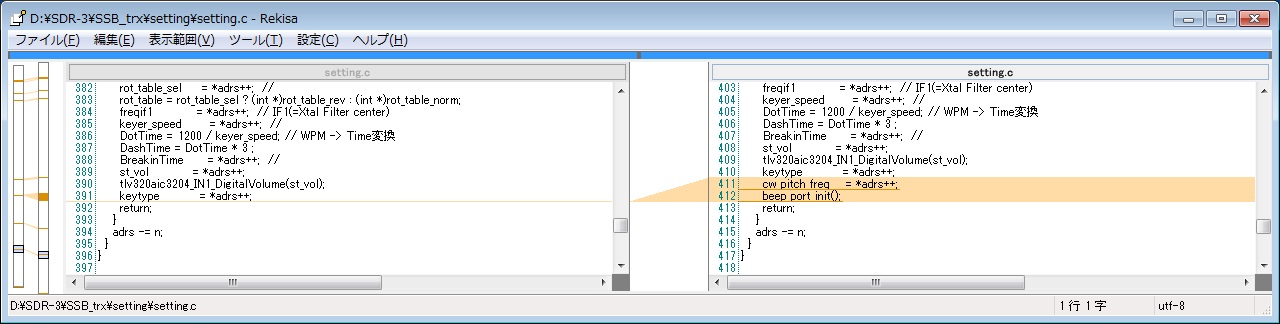 D:¥SDR-3¥SSB_trx¥setting¥setting.c - Rekisa
ファイル(F) 編集(E) 表示範囲(V) ツール(T) 設定(C) ヘルプ(H)
setting.c
382 rot_table_sel = *adrs++; //
383 rot_table = rot_table_sel ? (int *)rot_table_rev : (int *)rot_table_norm;
384 freqif1 = *adrs++; // IF1(=Xtal Filter center)
385 keyer_speed = *adrs++; //
386 DotTime = 1200 / keyer_speed; // WPM -> Time変換
387 DashTime = DotTime * 3 ;
388 BreakinTime = *adrs++; //
389 st_vol = *adrs++;
390 tlv320aic3204_IN1_DigitalVolume(st_vol);
391 keytype = *adrs++;
392 return;
393 }
394 adrs -= n;
395 }
396 }
397
setting.c
403 freqif1 = *adrs++; // IF1(=Xtal Filter center)
404 keyer_speed = *adrs++; //
405 DotTime = 1200 / keyer_speed; // WPM -> Time変換
406 DashTime = DotTime * 3 ;
407 BreakinTime = *adrs++; //
408 st_vol = *adrs++;
409 tlv320aic3204_IN1_DigitalVolume(st_vol);
410 keytype = *adrs++;
411 cw_pitch_freq = *adrs++;
412 beep_port_init();
413 return;
414 }
415 adrs -= n;
416 }
417 }
418
D:¥SDR-3¥SSB_trx¥setting¥setting.c 1 行 1 字 utf-8